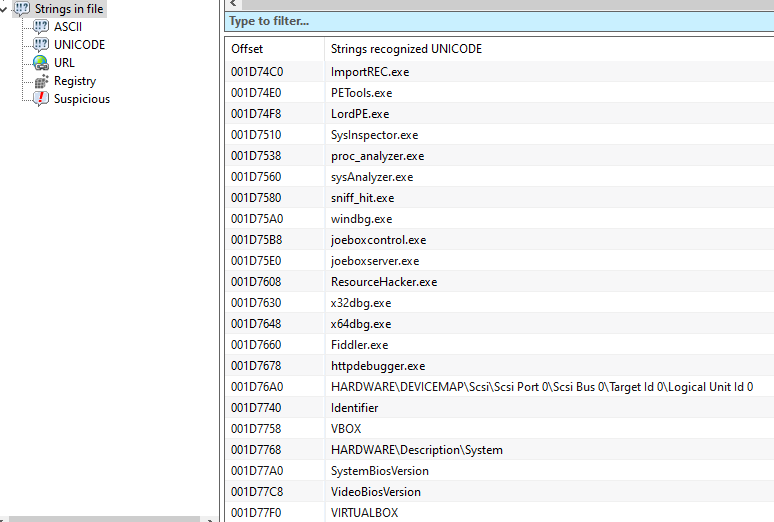 Strings in file
ASCII
UNICODE
URL
Registry
Suspicious
Type to filter...
Offset Strings recognized UNICODE
001D74C0 ImportREC.exe
001D74E0 PETools.exe
001D74F8 LordPE.exe
001D7510 SysInspector.exe
001D7538 proc_analyzer.exe
001D7560 sysAnalyzer.exe
001D7580 sniff_hit.exe
001D75A0 windbg.exe
001D75B8 joeboxcontrol.exe
001D75E0 joeboxserver.exe
001D7608 ResourceHacker.exe
001D7630 x32dbg.exe
001D7648 x64dbg.exe
001D7660 Fiddler.exe
001D7678 httpdebugger.exe
001D76A0 HARDWARE\DEVICEMAP\Scsi\Scsi Port 0\Scsi Bus 0\Target Id 0\Logical Unit Id 0
001D7740 Identifier
001D7758 VBOX
001D7768 HARDWARE\Description\System
001D77A0 SystemBiosVersion
001D77C8 VideoBiosVersion
001D77F0 VIRTUALBOX